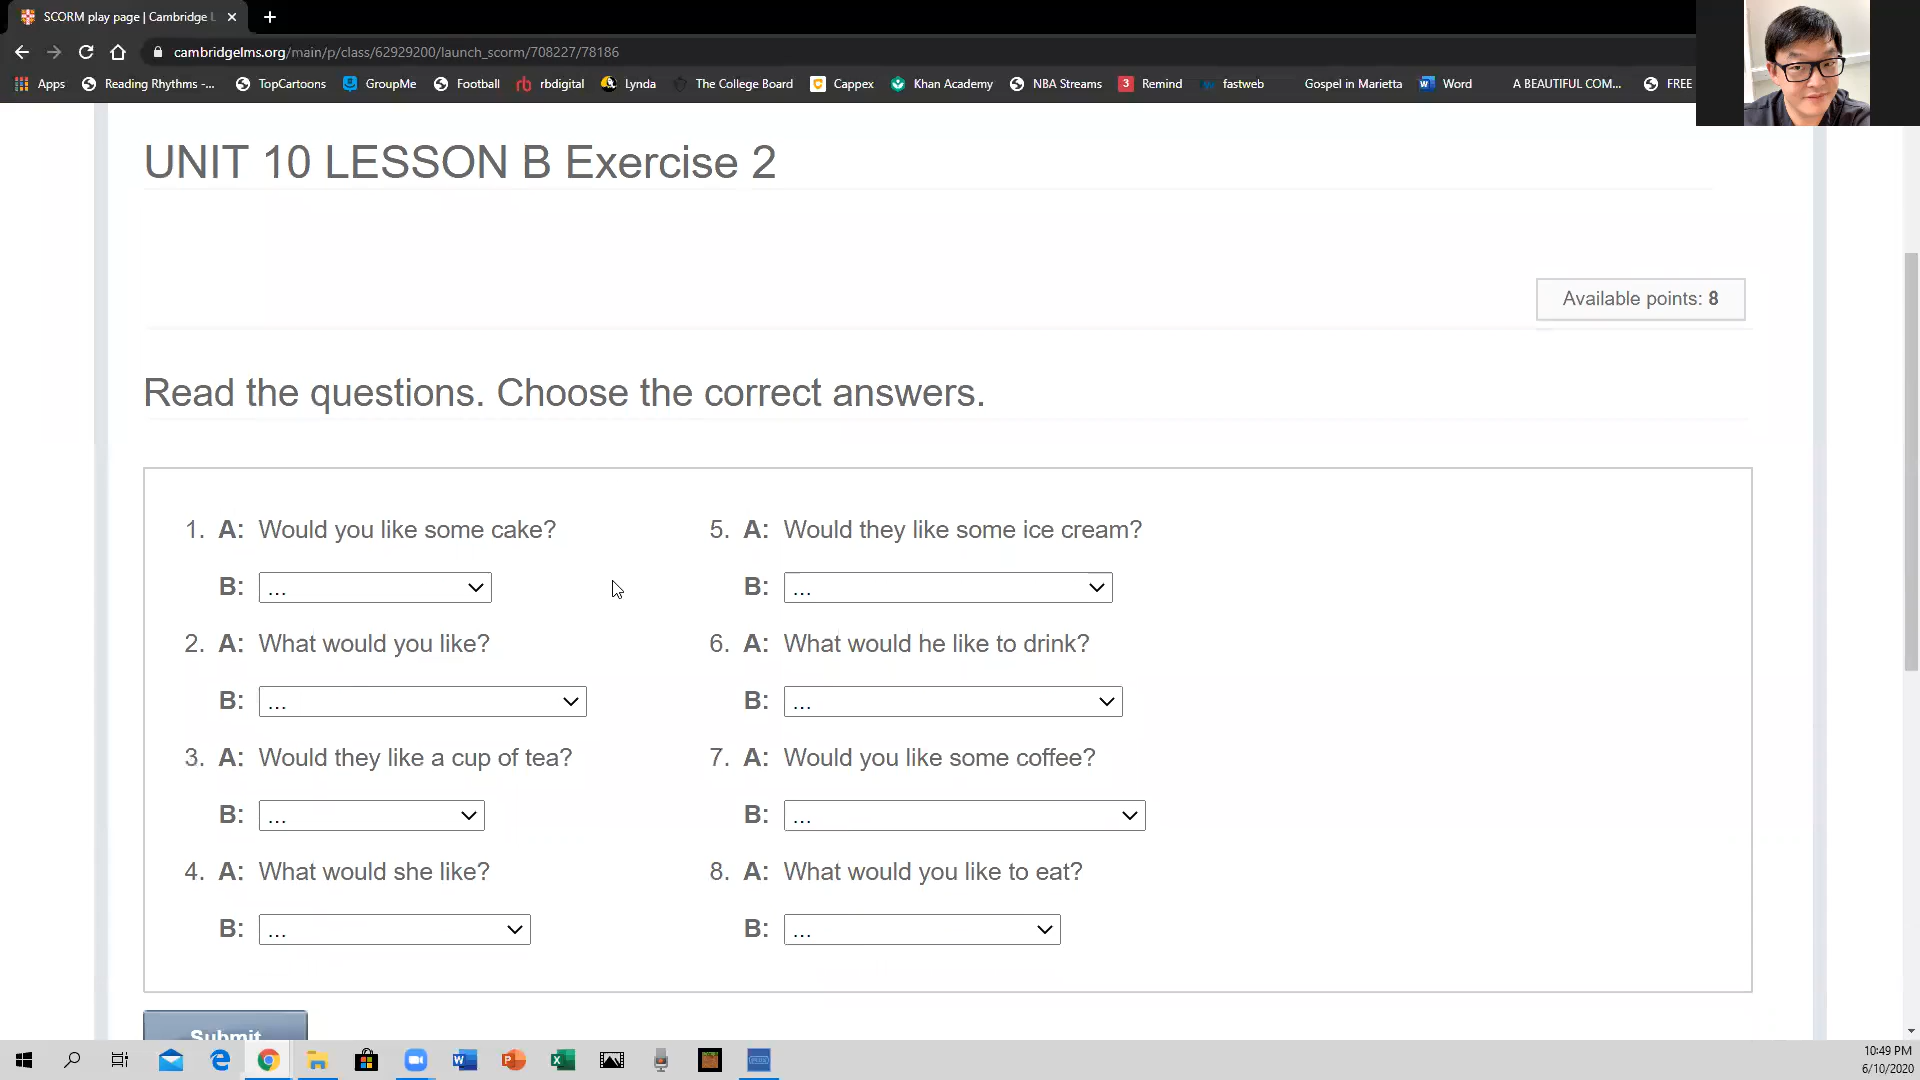 SCORM play page | Cambridge L
cambridgelms.org/main/p/class/62929200/launch_scorm/708227/78186
Apps Reading Rhythms -... TopCartoons GroupMe Football rb rbdigital Lynda The College Board Cappex Khan Academy NBA Streams 3 Remind fastweb Gospel in Marietta Word A BEAUTIFUL COM... FREE
UNIT 10 LESSON B Exercise 2
Available points: 8
Read the questions. Choose the correct answers.
1. A: Would you like some cake?
B: ...
2. A: What would you like?
B: ...
3. A: Would they like a cup of tea?
B: ...
4. A: What would she like?
B: ...
5. A: Would they like some ice cream?
B: ...
6. A: What would he like to drink?
B: ...
7. A: Would you like some coffee?
B: ...
8. A: What would you like to eat?
B: ...
Submit
10:49 PM
6/10/2020